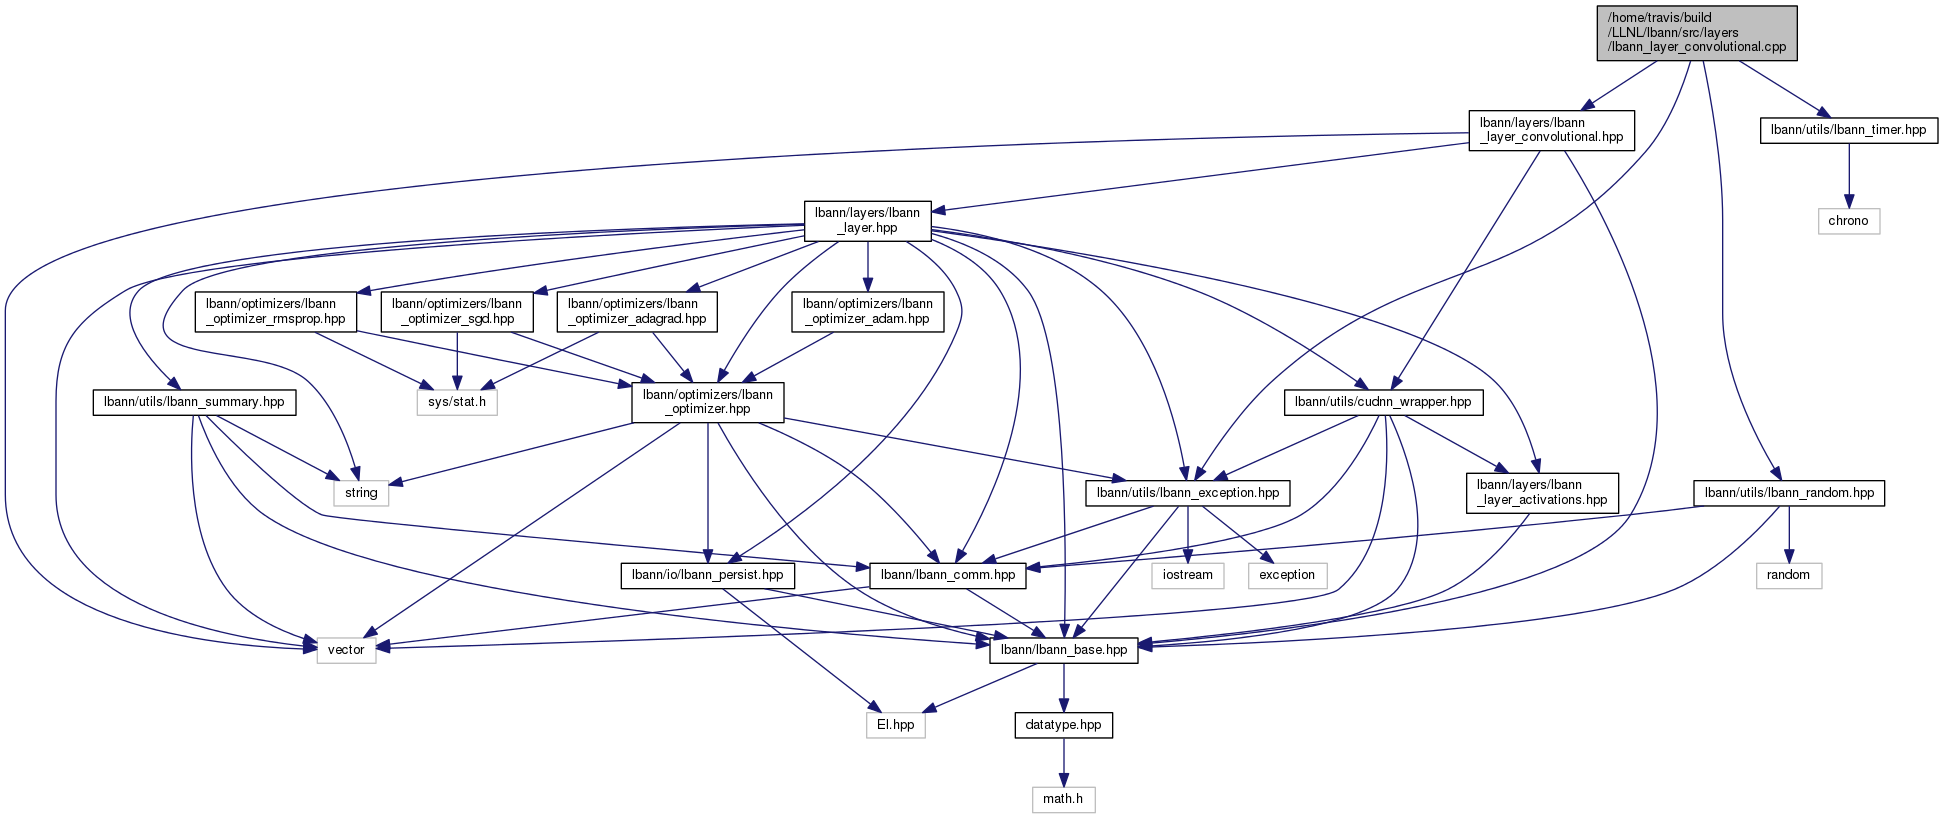 /home/travis/build
/LLNL/lbann/src/layers
/lbann_layer_convolutional.cpp
lbann/layers/lbann
_layer_convolutional.hpp
lbann/utils/lbann_timer.hpp
lbann/layers/lbann
_layer.hpp
chrono
lbann/optimizers/lbann
_optimizer_rmsprop.hpp
lbann/optimizers/lbann
_optimizer_sgd.hpp
lbann/optimizers/lbann
_optimizer_adagrad.hpp
lbann/optimizers/lbann
_optimizer_adam.hpp
lbann/utils/lbann_summary.hpp
sys/stat.h
lbann/optimizers/lbann
_optimizer.hpp
lbann/utils/cudnn_wrapper.hpp
string
lbann/utils/lbann_exception.hpp
lbann/layers/lbann
_layer_activations.hpp
lbann/utils/lbann_random.hpp
lbann/io/lbann_persist.hpp
lbann/lbann_comm.hpp
iostream
exception
random
vector
lbann/lbann_base.hpp
El.hpp
datatype.hpp
math.h